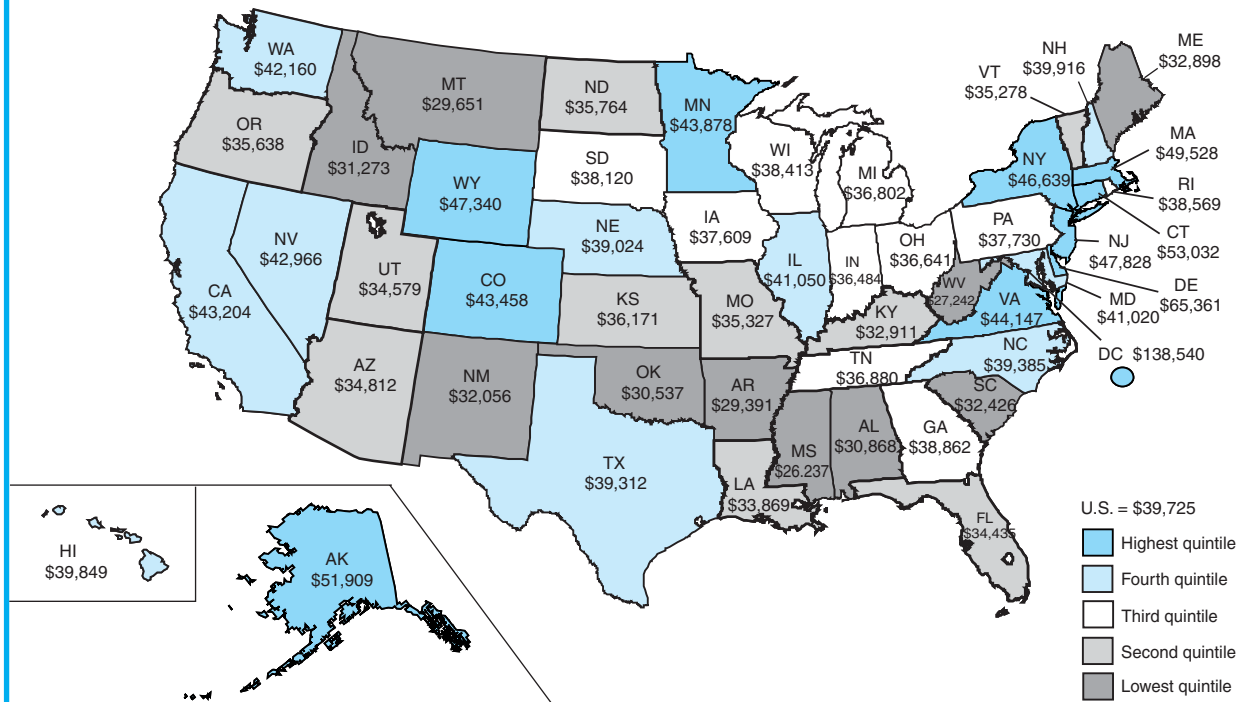 WA
$42,160
OR
$35,638
CA
$43,204
NV
$42,966
ID
$31,273
MT
$29,651
WY
$47,340
UT
$34,579
CO
$43,458
AZ
$34,812
NM
$32,056
ND
$35,764
SD
$38,120
NE
$39,024
KS
$36,171
OK
$30,537
TX
$39,312
MN
$43,878
IA
$37,609
MO
$35,327
AR
$29,391
LA
$33,869
WI
$38,413
IL
$41,050
MI
$36,802
IN
$36,484
OH
$36,641
KY
$32,911
TN
$36,880
MS
$26.237
AL
$30,868
GA
$38,862
FL
$34,435
SC
$32,426
NC
$39,385
VA
$44,147
WV
$27,242
PA
$37,730
NY
$46,639
VT
$35,278
NH
$39,916
ME
$32,898
MA
$49,528
RI
$38,569
CT
$53,032
NJ
$47,828
DE
$65,361
MD
$41,020
DC $138,540
HI
$39,849
AK
$51,909
U.S. = $39,725
Highest quintile
Fourth quintile
Third quintile
Second quintile
Lowest quintile